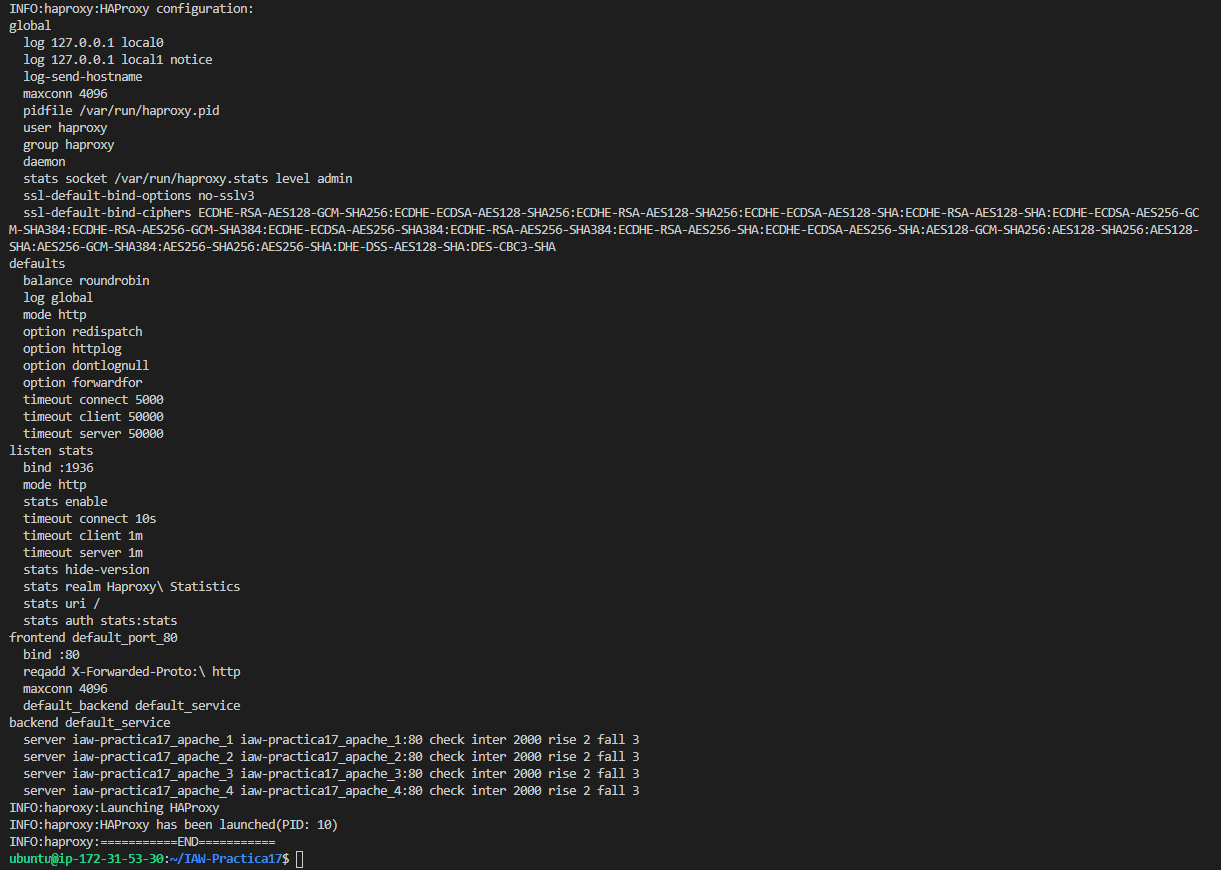 INFO:haproxy:HAProxy configuration:
global
  log 127.0.0.1 local0
  log 127.0.0.1 local1 notice
  log-send-hostname
  maxconn 4096
  pidfile /var/run/haproxy.pid
  user haproxy
  group haproxy
  daemon
  stats socket /var/run/haproxy.stats level admin
  ssl-default-bind-options no-sslv3
  ssl-default-bind-ciphers ECDHE-RSA-AES128-GCM-SHA256:ECDHE-ECDSA-AES128-SHA256:ECDHE-RSA-AES128-SHA256:ECDHE-ECDSA-AES128-SHA:ECDHE-RSA-AES128-SHA:ECDHE-ECDSA-AES256-GC
M-SHA384:ECDHE-RSA-AES256-GCM-SHA384:ECDHE-ECDSA-AES256-SHA384:ECDHE-RSA-AES256-SHA384:ECDHE-RSA-AES256-SHA:ECDHE-ECDSA-AES256-SHA:AES128-GCM-SHA256:AES128-SHA256:AES128-
SHA:AES256-GCM-SHA384:AES256-SHA256:AES256-SHA:DHE-DSS-AES128-SHA:DES-CBC3-SHA
defaults
  balance roundrobin
  log global
  mode http
  option redispatch
  option httplog
  option dontlognull
  option forwardfor
  timeout connect 5000
  timeout client 50000
  timeout server 50000
listen stats
  bind :1936
  mode http
  stats enable
  timeout connect 10s
  timeout client 1m
  timeout server 1m
  stats hide-version
  stats realm Haproxy\ Statistics
  stats uri /
  stats auth stats:stats
frontend default_port_80
  bind :80
  reqadd X-Forwarded-Proto:\ http
  maxconn 4096
  default_backend default_service
backend default_service
  server iaw-practica17_apache_1 iaw-practica17_apache_1:80 check inter 2000 rise 2 fall 3
  server iaw-practica17_apache_2 iaw-practica17_apache_2:80 check inter 2000 rise 2 fall 3
  server iaw-practica17_apache_3 iaw-practica17_apache_3:80 check inter 2000 rise 2 fall 3
  server iaw-practica17_apache_4 iaw-practica17_apache_4:80 check inter 2000 rise 2 fall 3
INFO:haproxy:Launching HAProxy
INFO:haproxy:HAProxy has been launched(PID: 10)
INFO:haproxy:===========END===========
ubuntu@ip-172-31-53-30:~/IAW-Practica17$